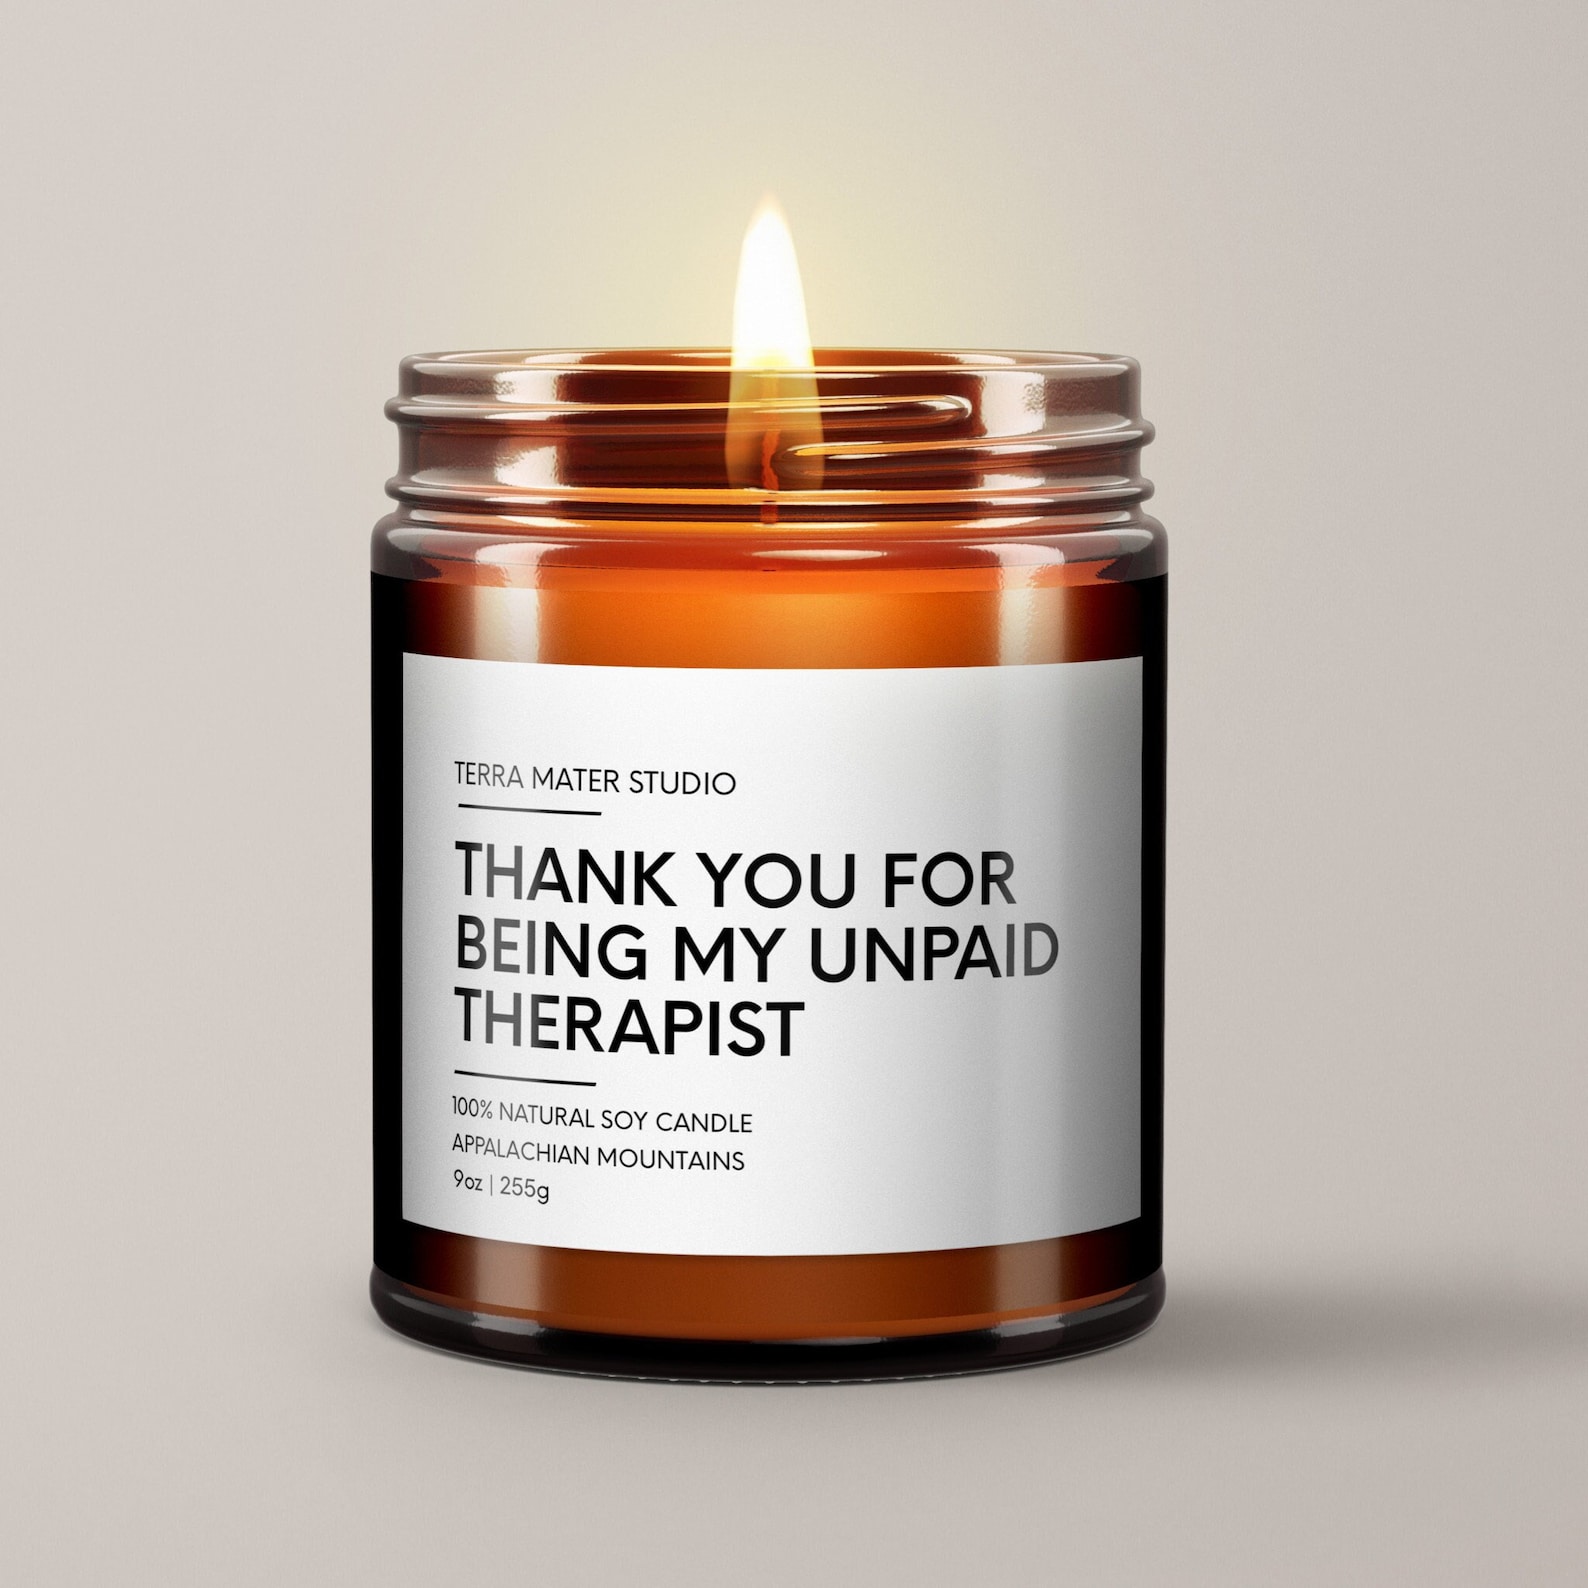 TERRA MATER STUDIO
THANK YOU FOR
BEING MY UNPAID
THERAPIST
100% NATURAL SOY CANDLE
APPALACHIAN MOUNTAINS
9oz | 255g